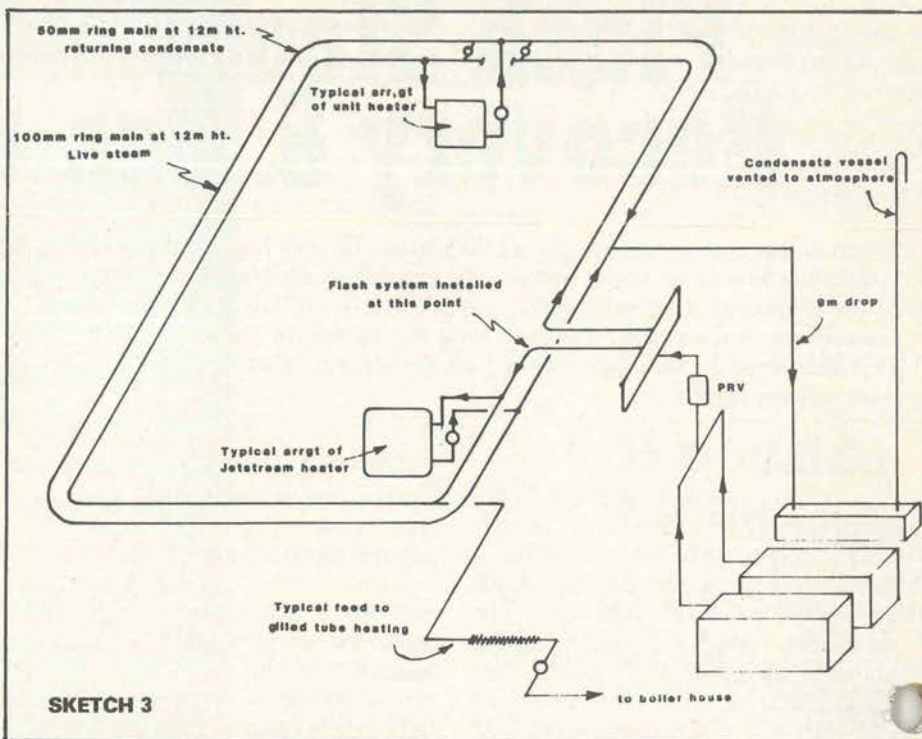 50mm ring main at 12m ht.
returning condensate
Typical arr,gt
of unit heater
100mm ring main at 12m ht.
Live steam
Condensate vessel
vented to atmosphere
Flash system installed
at this point
9m drop
PRV
Typical arrgt of
Jetstream heater
Typical feed to
gilled tube heating
to boiler house
SKETCH 3